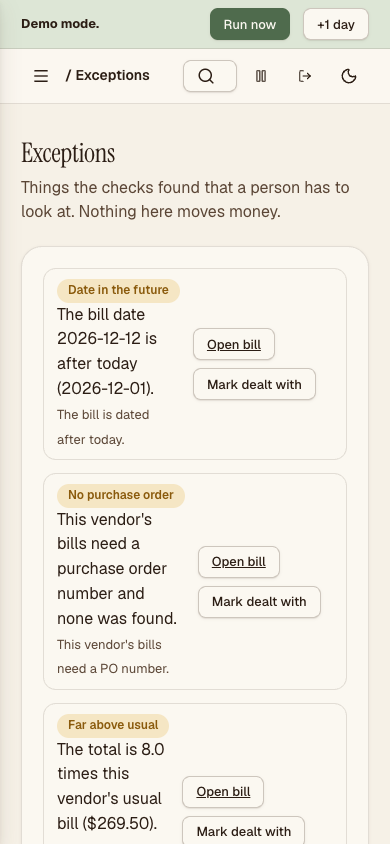 Demo mode.
Run now
+1 day
/ Exceptions
Exceptions
Things the checks found that a person has to
look at. Nothing here moves money.
Date in the future
The bill date
2026-12-12 is
after today
(2026-12-01).
The bill is dated
after today.
Open bill
Mark dealt with
No purchase order
This vendor's
bills need a
purchase order
number and
none was found.
This vendor's bills
need a PO number.
Open bill
Mark dealt with
Far above usual
The total is 8.0
times this
vendor's usual
bill ($269.50).
Open bill
Mark dealt with